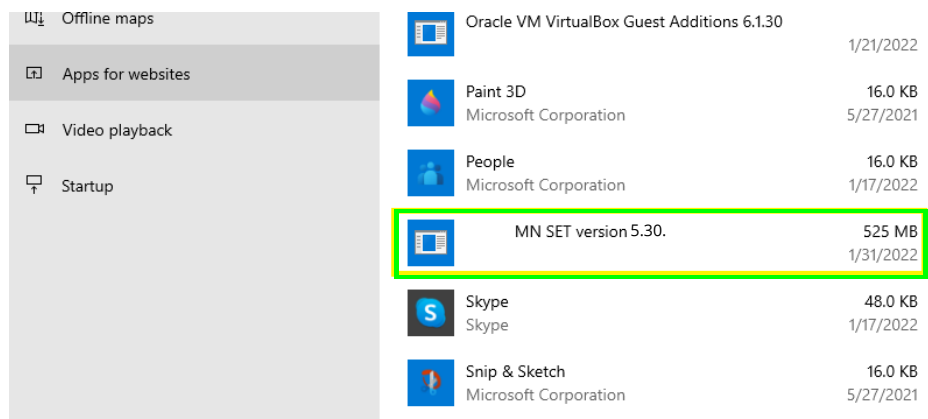 Offline maps
Apps for websites
Video playback
Startup
Oracle VM VirtualBox Guest Additions 6.1.30
1/21/2022
Paint 3D 16.0 KB
Microsoft Corporation 5/27/2021
People 16.0 KB
Microsoft Corporation 1/17/2022
MN SET version 5.30. 525 MB
1/31/2022
Skype 48.0 KB
Skype 1/17/2022
Snip & Sketch 16.0 KB
Microsoft Corporation 5/27/2021